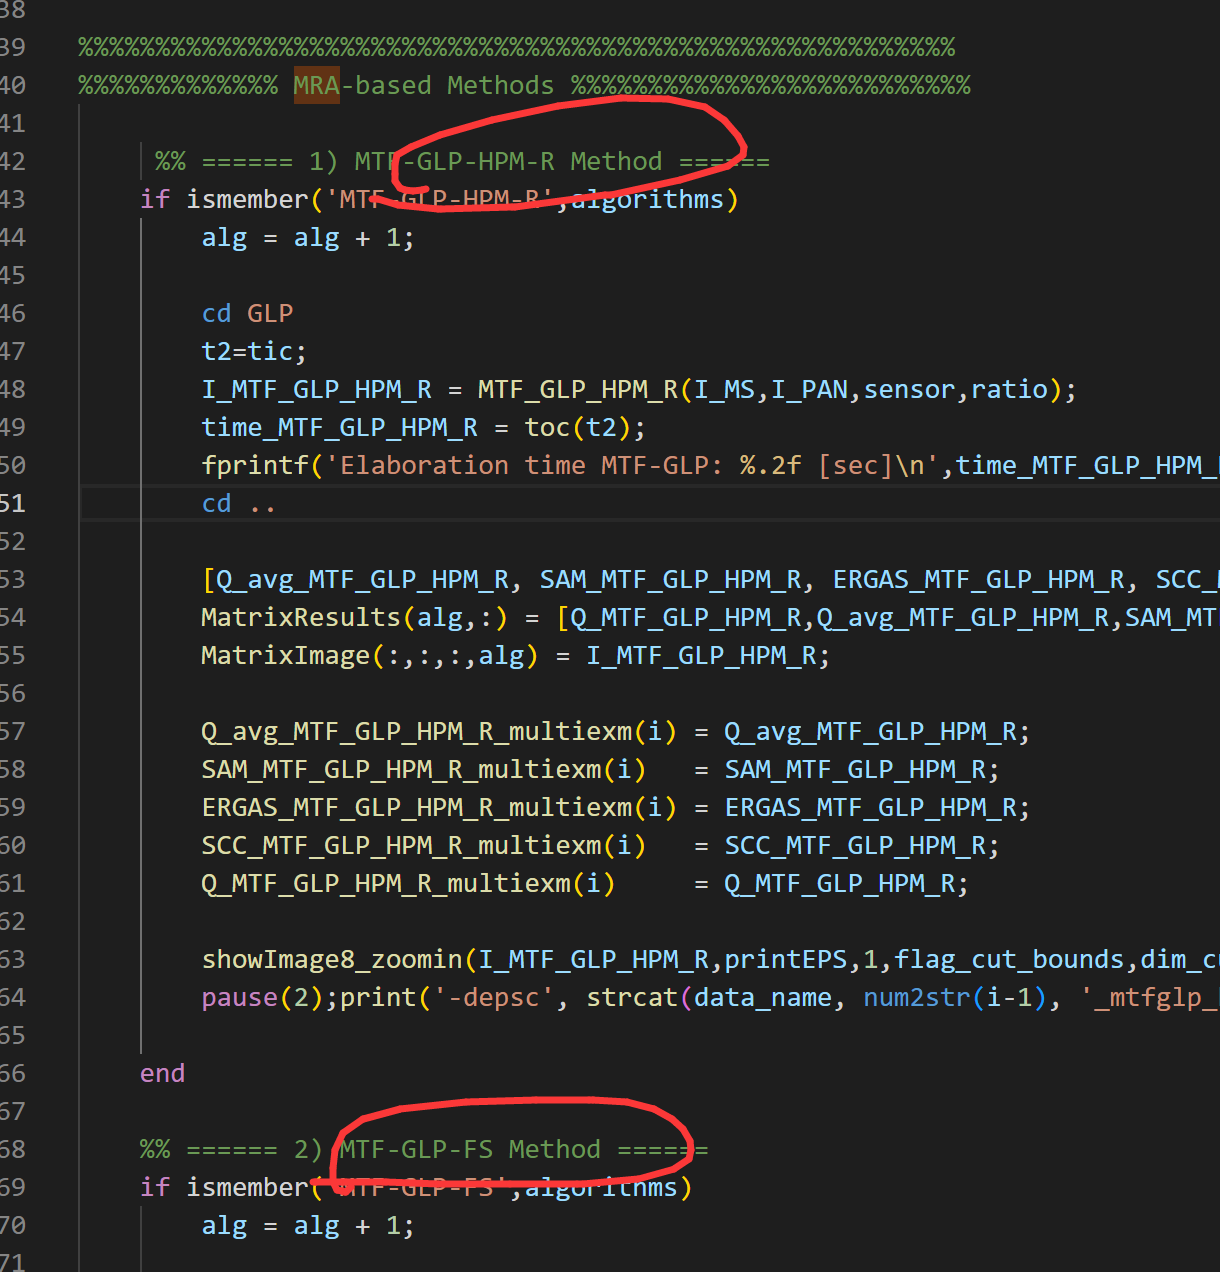 38
39 %%%%%%%%%%%%%%%%%%%%%%%%%%%%%%%%%%%%%%%%%%%%%%%%%%%%%%%%%
40 %%%%%%%%%%%%% MRA-based Methods %%%%%%%%%%%%%%%%%%%%%%%%%%
41
42 %% ====== 1) MTF-GLP-HPM-R Method ======
43 if ismember('MTF-GLP-HPM-R',algorithms)
44 alg = alg + 1;
45
46 cd GLP
47 t2=tic;
48 I_MTF_GLP_HPM_R = MTF_GLP_HPM_R(I_MS,I_PAN,sensor,ratio);
49 time_MTF_GLP_HPM_R = toc(t2);
50 fprintf('Elaboration time MTF-GLP: %.2f [sec]\n',time_MTF_GLP_HPM_
51 cd ..
52
53 [Q_avg_MTF_GLP_HPM_R, SAM_MTF_GLP_HPM_R, ERGAS_MTF_GLP_HPM_R, SCC_
54 MatrixResults(alg,:) = [Q_MTF_GLP_HPM_R,Q_avg_MTF_GLP_HPM_R,SAM_MT
55 MatrixImage(:,:,:,alg) = I_MTF_GLP_HPM_R;
56
57 Q_avg_MTF_GLP_HPM_R_multiexm(i) = Q_avg_MTF_GLP_HPM_R;
58 SAM_MTF_GLP_HPM_R_multiexm(i) = SAM_MTF_GLP_HPM_R;
59 ERGAS_MTF_GLP_HPM_R_multiexm(i) = ERGAS_MTF_GLP_HPM_R;
60 SCC_MTF_GLP_HPM_R_multiexm(i) = SCC_MTF_GLP_HPM_R;
61 Q_MTF_GLP_HPM_R_multiexm(i) = Q_MTF_GLP_HPM_R;
62
63 showImage8_zoomin(I_MTF_GLP_HPM_R,printEPS,1,flag_cut_bounds,dim_cu
64 pause(2);print('-depsc', strcat(data_name, num2str(i-1), '_mtfglp_
65
66 end
67
68 %% ====== 2) MTF-GLP-FS Method ======
69 if ismember('MTF-GLP-FS',algorithms)
70 alg = alg + 1;
71